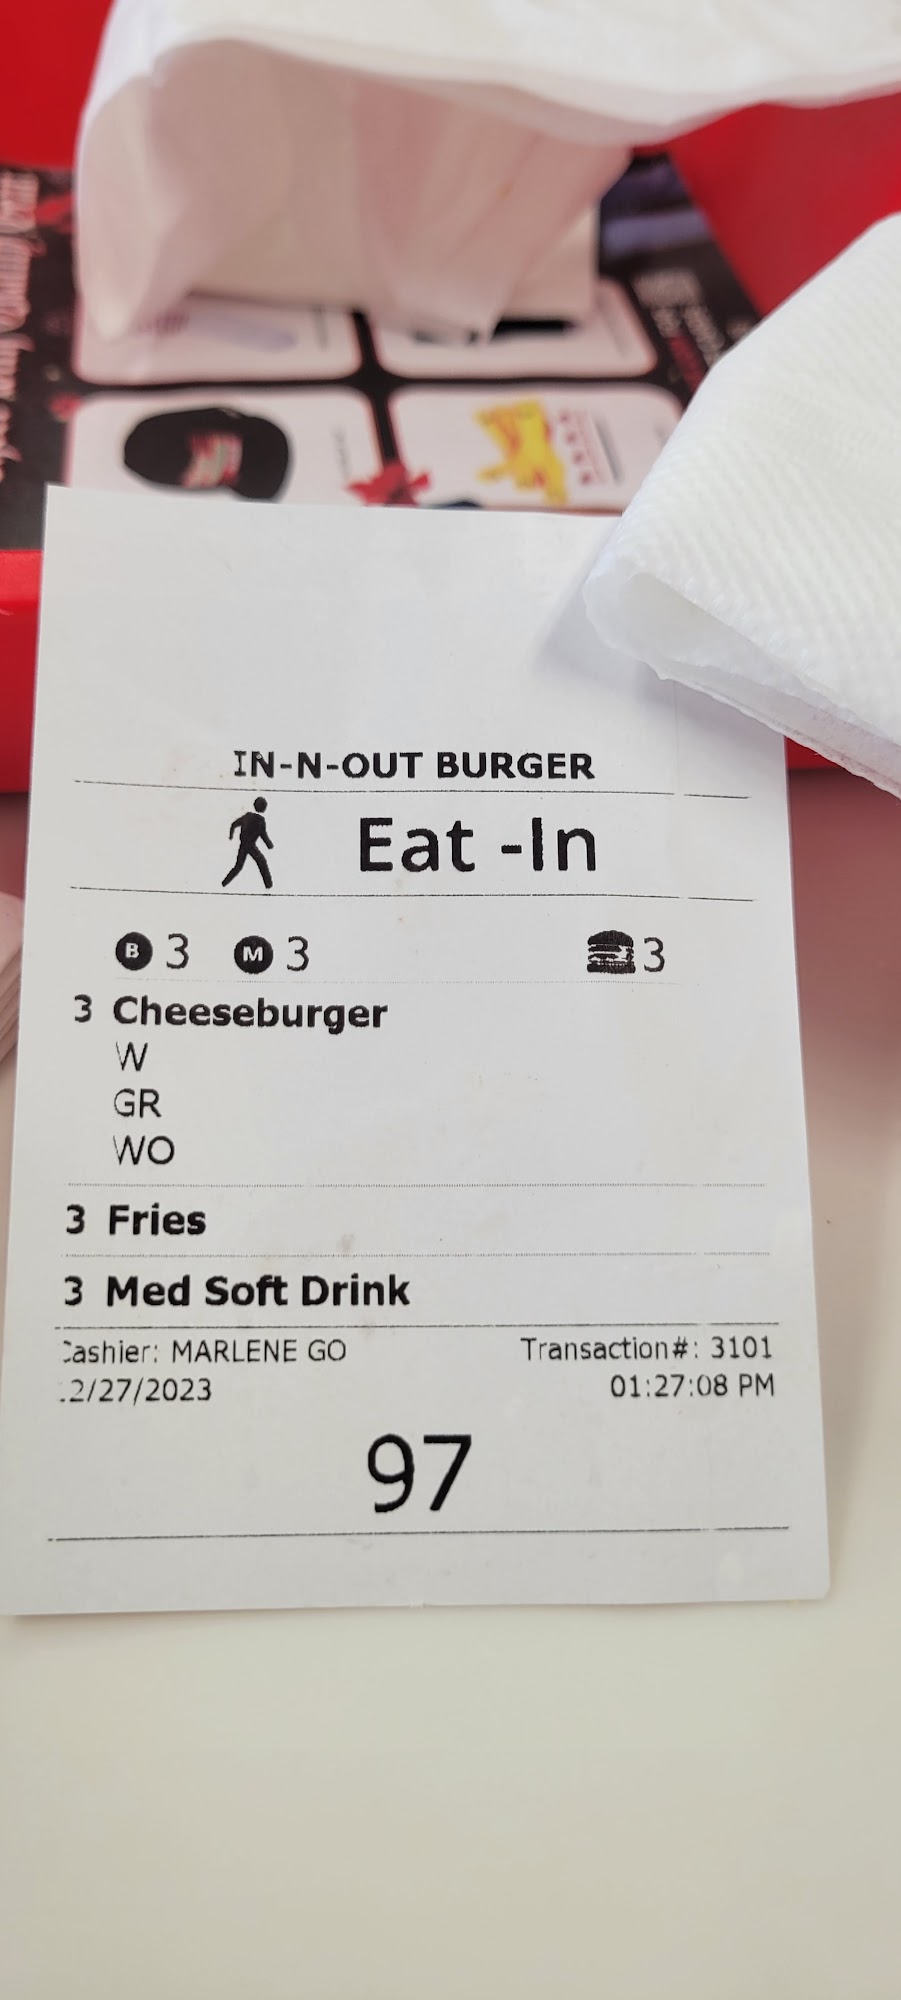 IN-N-OUT BURGER
Eat -In
B 3 M 3 3
3 Cheeseburger
W
GR
WO
3 Fries
3 Med Soft Drink
Cashier: MARLENE GO Transaction#: 3101
.2/27/2023 01:27:08 PM
97